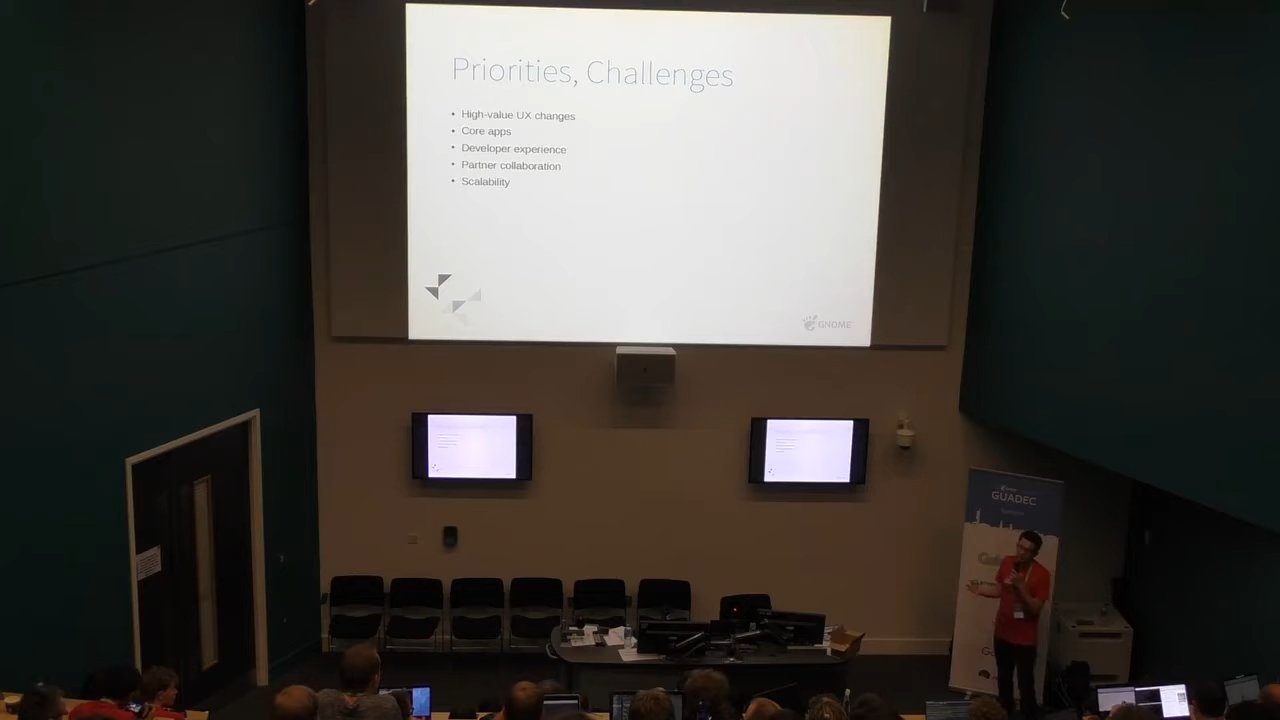 Priorities, Challenges
• High-value UX changes
• Core apps
• Developer experience
• Partner collaboration
• Scalability
GNOME
GUADEC